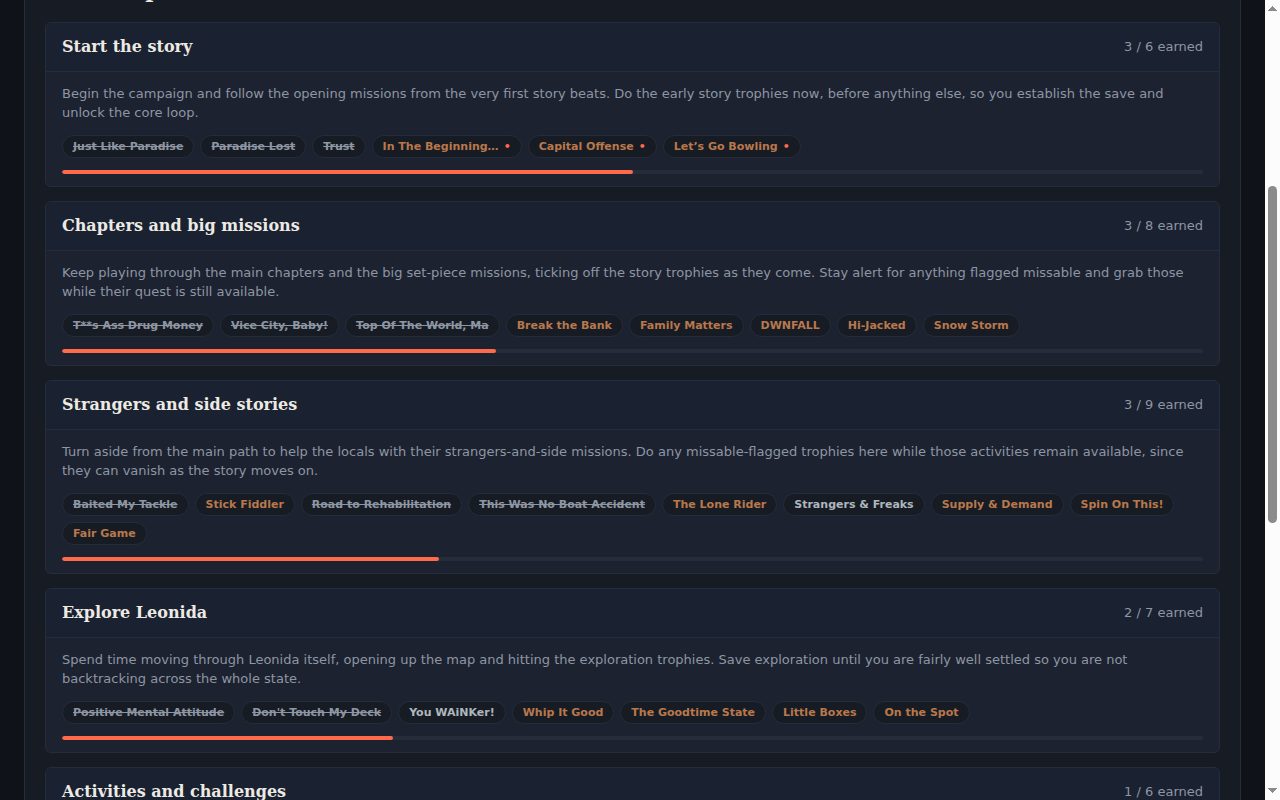 Start the story
3 / 6 earned
Begin the campaign and follow the opening missions from the very first story beats. Do the early story trophies now, before anything else, so you establish the save and
unlock the core loop.
Just Like Paradise Paradise Lost Trust In The Beginning... • Capital Offense • Let’s Go Bowling •
Chapters and big missions
3 / 8 earned
Keep playing through the main chapters and the big set-piece missions, ticking off the story trophies as they come. Stay alert for anything flagged missable and grab those
while their quest is still available.
T**s Ass Drug Money Vice City, Baby! Top Of The World, Ma Break the Bank Family Matters DWNFALL Hi-Jacked Snow Storm
Strangers and side stories
3 / 9 earned
Turn aside from the main path to help the locals with their strangers-and-side missions. Do any missable-flagged trophies here while those activities remain available, since
they can vanish as the story moves on.
Baited My Tackle Stick Fiddler Road to Rehabilitation This Was No Boat Accident The Lone Rider Strangers & Freaks Supply & Demand Spin On This!
Fair Game
Explore Leonida
2 / 7 earned
Spend time moving through Leonida itself, opening up the map and hitting the exploration trophies. Save exploration until you are fairly well settled so you are not
backtracking across the whole state.
Positive Mental Attitude Don't Touch My Deck You WAiNKer! Whip It Good The Goodtime State Little Boxes On the Spot
Activities and challenges
1 / 6 earned